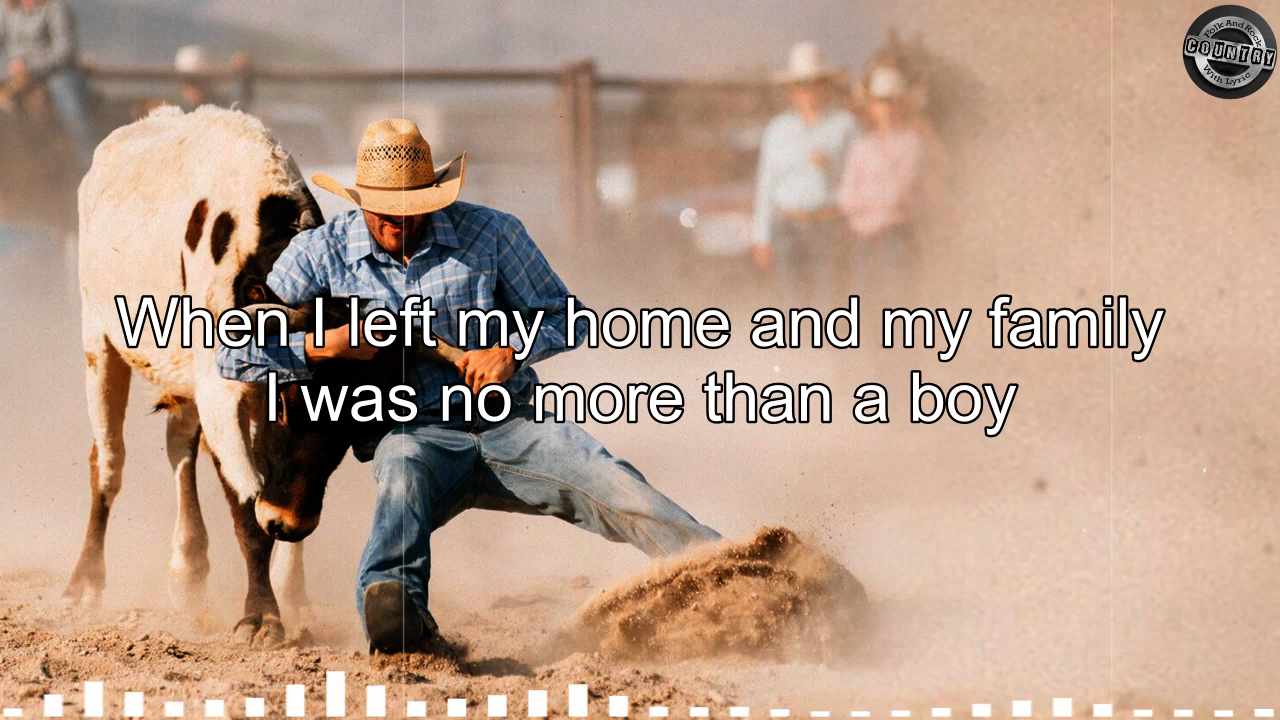 Folk And Rock
COUNTRY
With Lyric
When I left my home and my family
I was no more than a boy